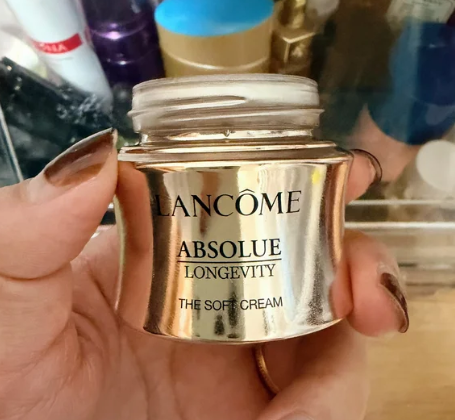 LANCÔME
ABSOLUE
LONGEVITY
THE SOFT CREAM